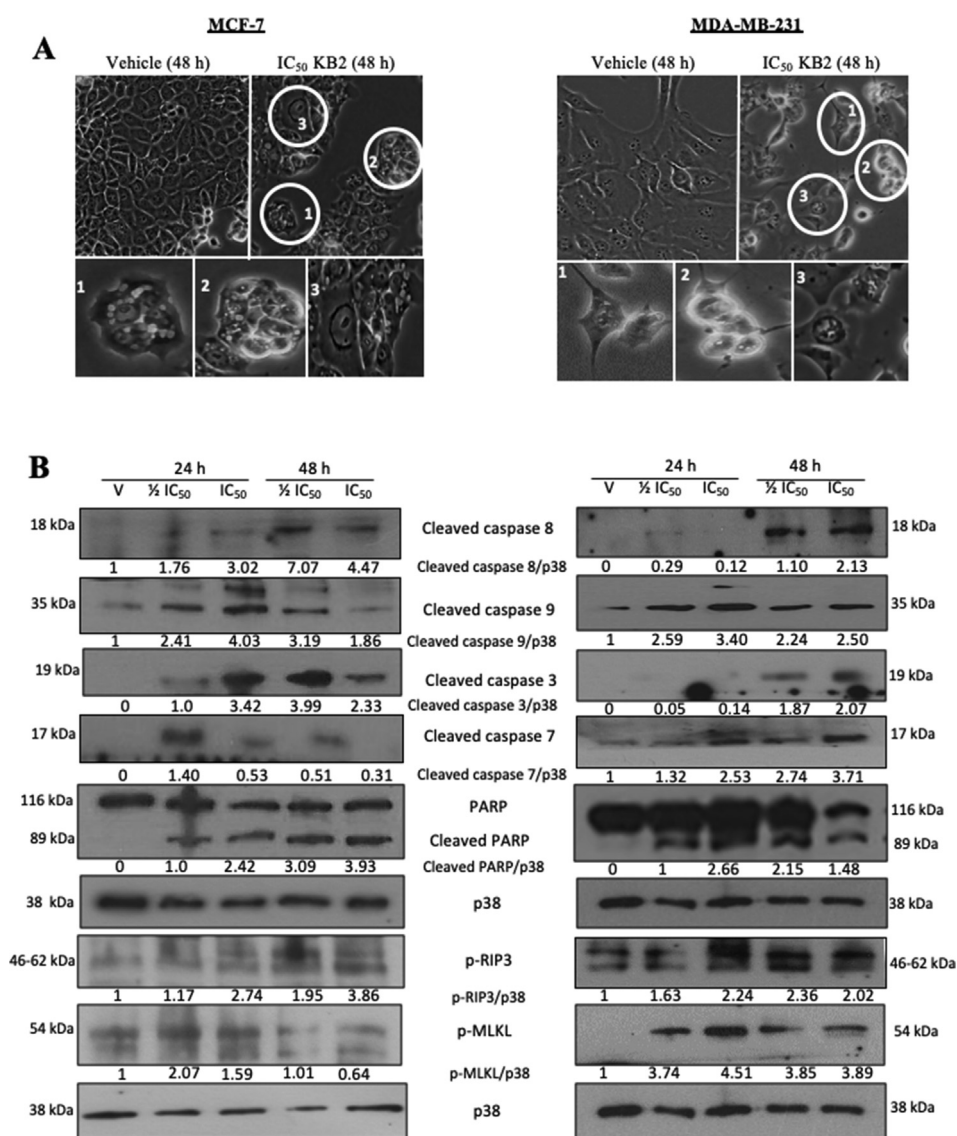 MCF-7 MDA-MB-231
A
Vehicle (48 h) IC50 KB2 (48 h) Vehicle (48 h) IC50 KB2 (48 h)
3 2 1 1 2 3
1 2 3 1 2 3
B
24 h 48 h 24 h 48 h
V ½ IC50 IC50 ½ IC50 IC50 V ½ IC50 IC50 ½ IC50 IC50
18 kDa Cleaved caspase 8 18 kDa
1 1.76 3.02 7.07 4.47 Cleaved caspase 8/p38 0 0.29 0.12 1.10 2.13
35 kDa Cleaved caspase 9 35 kDa
1 2.41 4.03 3.19 1.86 Cleaved caspase 9/p38 1 2.59 3.40 2.24 2.50
19 kDa Cleaved caspase 3 19 kDa
0 1.0 3.42 3.99 2.33 Cleaved caspase 3/p38 0 0.05 0.14 1.87 2.07
17 kDa Cleaved caspase 7 17 kDa
0 1.40 0.53 0.51 0.31 Cleaved caspase 7/p38 1 1.32 2.53 2.74 3.71
116 kDa PARP 116 kDa
89 kDa Cleaved PARP 89 kDa
0 1.0 2.42 3.09 3.93 Cleaved PARP/p38 0 1 2.66 2.15 1.48
38 kDa p38 38 kDa
46-62 kDa p-RIP3 46-62 kDa
1 1.17 2.74 1.95 3.86 p-RIP3/p38 1 1.63 2.24 2.36 2.02
54 kDa p-MLKL 54 kDa
1 2.07 1.59 1.01 0.64 p-MLKL/p38 1 3.74 4.51 3.85 3.89
38 kDa p38 38 kDa